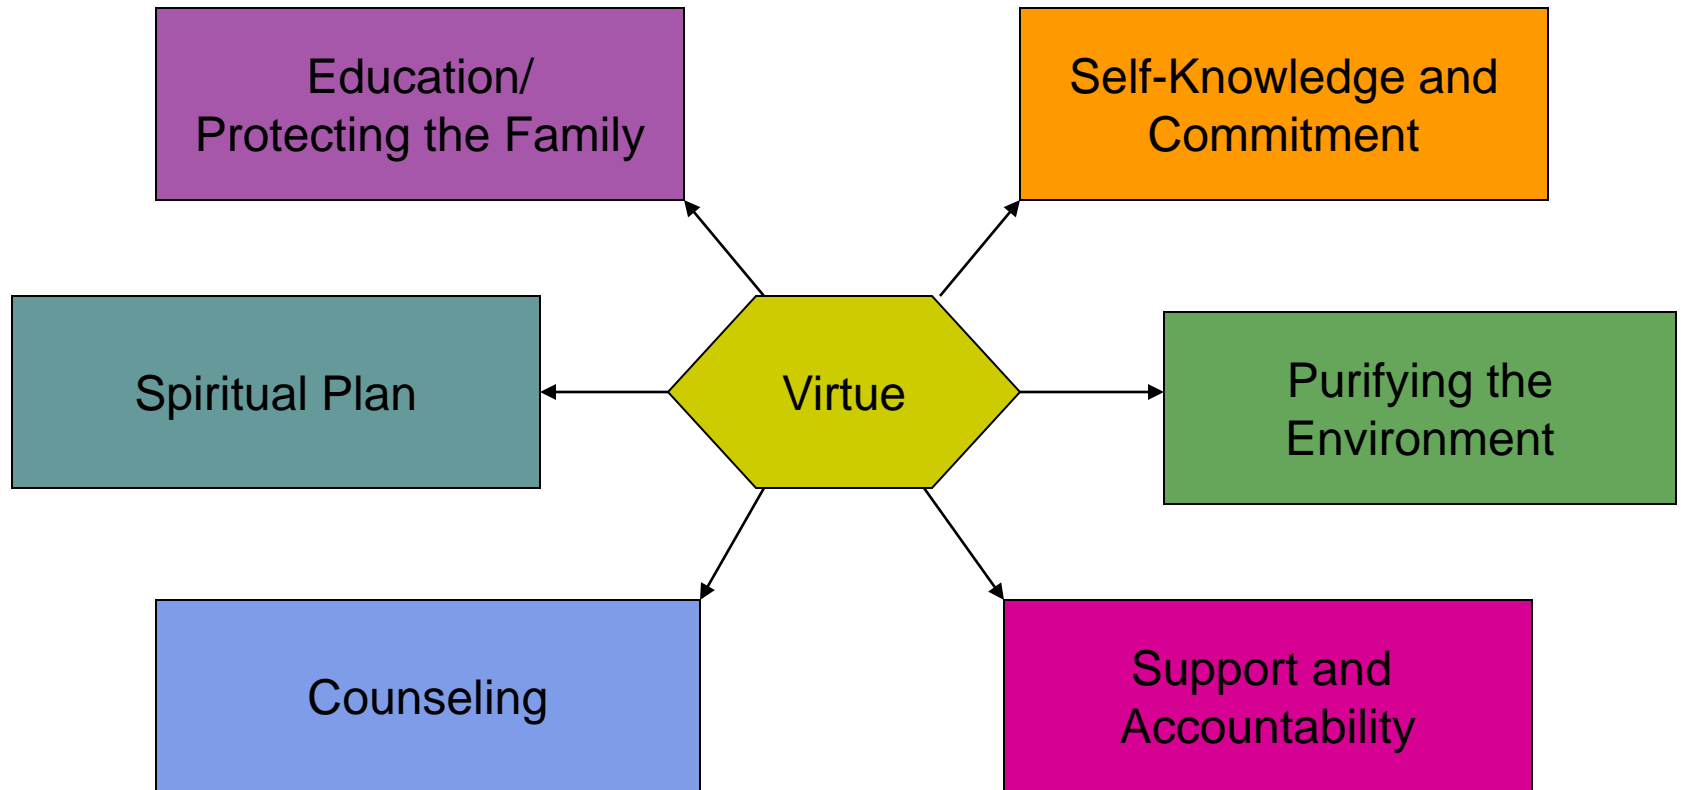 Education/
Protecting the Family
Self-Knowledge and
Commitment
Spiritual Plan
Virtue
Purifying the
Environment
Counseling
Support and
Accountability